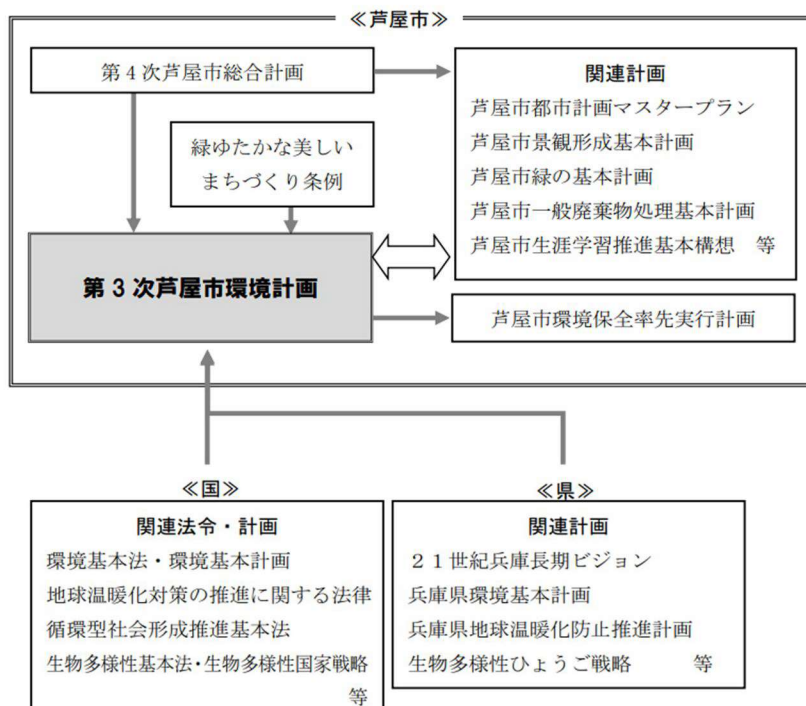 ≪芦屋市≫
第4次芦屋市総合計画
緑ゆたかな美しい
まちづくり条例
第3次芦屋市環境計画
関連計画
芦屋市都市計画マスタープラン
芦屋市景観形成基本計画
芦屋市緑の基本計画
芦屋市一般廃棄物処理基本計画
芦屋市生涯学習推進基本構想　等
芦屋市環境保全率先実行計画
≪国≫
関連法令・計画
環境基本法・環境基本計画
地球温暖化対策の推進に関する法律
循環型社会形成推進基本法
生物多様性基本法・生物多様性国家戦略
等
≪県≫
関連計画
２１世紀兵庫長期ビジョン
兵庫県環境基本計画
兵庫県地球温暖化防止推進計画
生物多様性ひょうご戦略　等